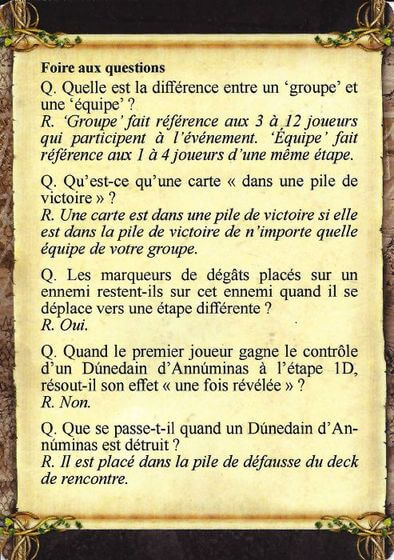 Foire aux questions
Q. Quelle est la différence entre un ‘groupe’ et
une ‘équipe’ ?
R. ‘Groupe’ fait référence aux 3 à 12 joueurs
qui participent à l’événement. ‘Équipe’ fait
référence aux 1 à 4 joueurs d’une même étape.
Q. Qu’est-ce qu’une carte « dans une pile de
victoire » ?
R. Une carte est dans une pile de victoire si elle
est dans la pile de victoire de n’importe quelle
équipe de votre groupe.
Q. Les marqueurs de dégâts placés sur un
ennemi restent-ils sur cet ennemi quand il se
déplace vers une étape différente ?
R. Oui.
Q. Quand le premier joueur gagne le contrôle
d’un Dúnedain d’Annúminas à l’étape 1D,
résout-il son effet « une fois révélée » ?
R. Non.
Q. Que se passe-t-il quand un Dúnedain d’An-
núminas est détruit ?
R. Il est placé dans la pile de défausse du deck
de rencontre.